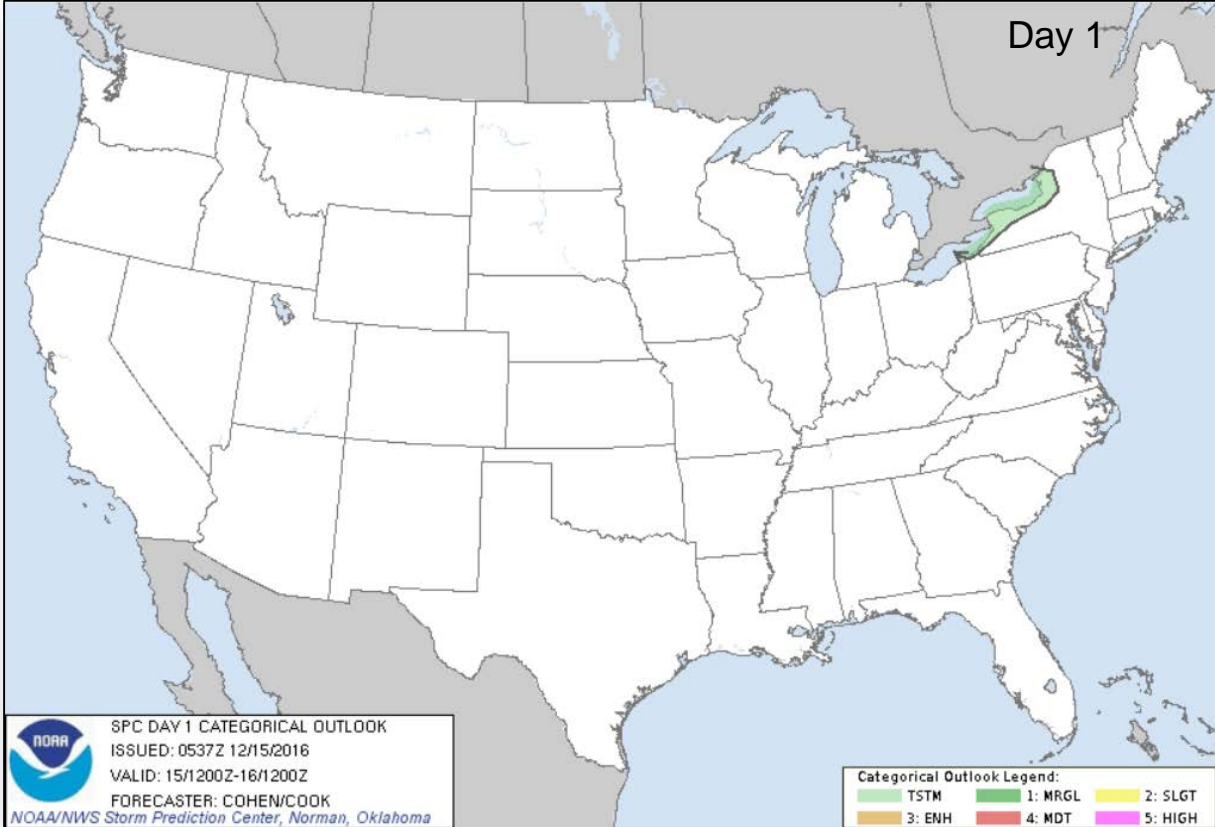 Day 1
NOAA
SPC DAY 1 CATEGORICAL OUTLOOK
ISSUED: 0537Z 12/15/2016
VALID: 15/1200Z-16/1200Z
FORECASTER: COHEN/COOK
NOAA/NWS Storm Prediction Center, Norman, Oklahoma
Categorical Outlook Legend:
TSTM 1: MRGL 2: SLGT
3: ENH 4: MDT 5: HIGH